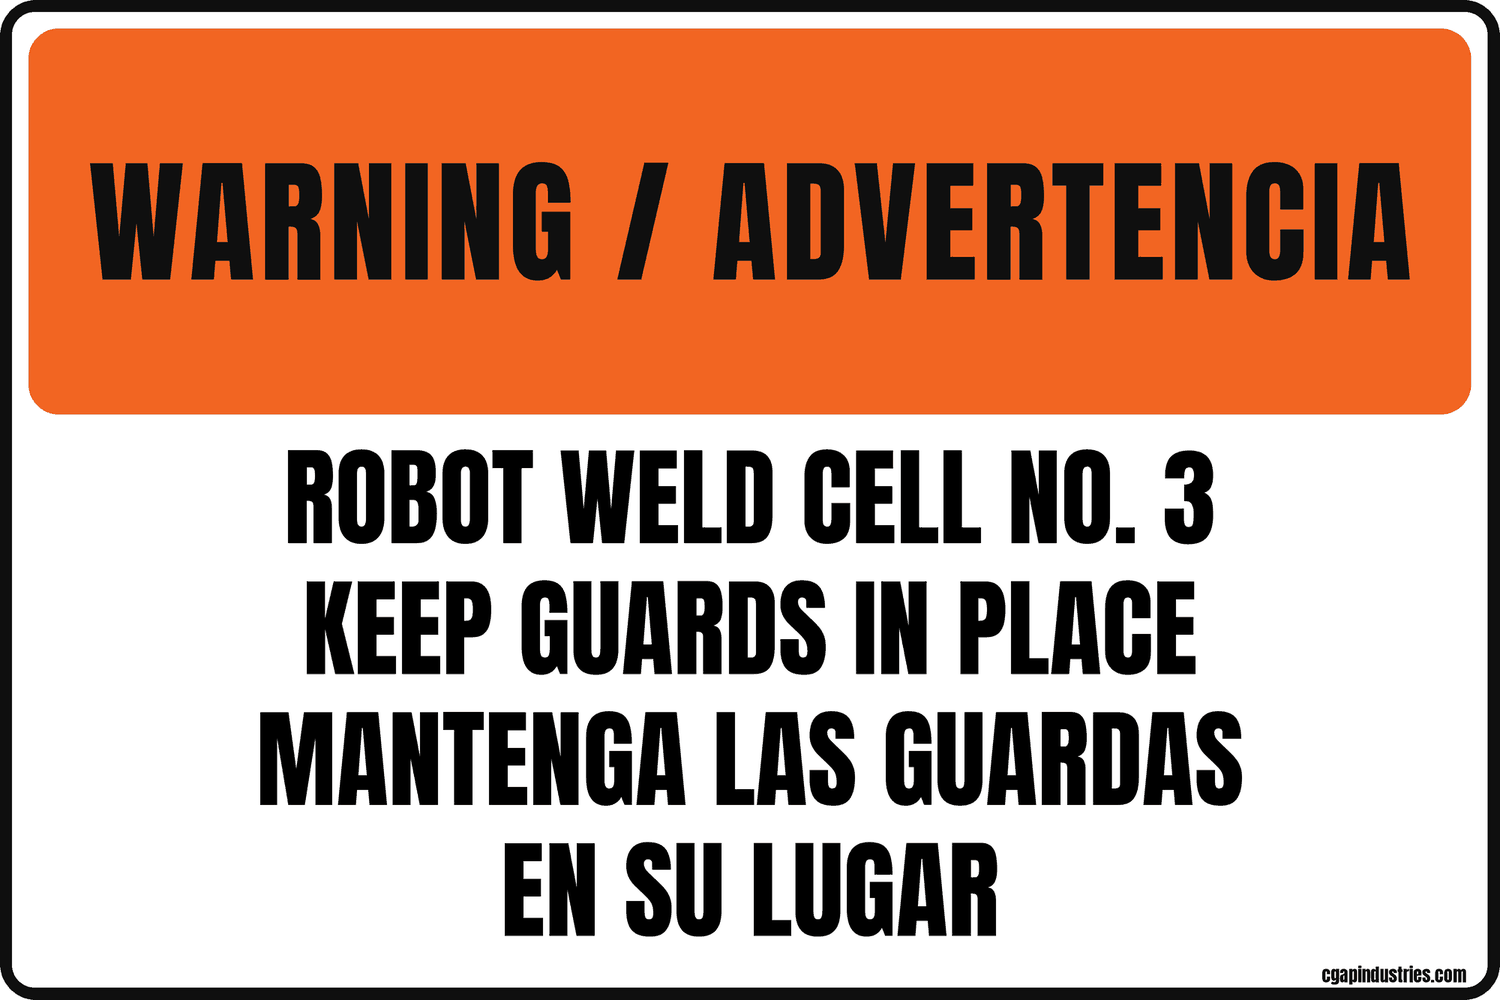 WARNING / ADVERTENCIA
ROBOT WELD CELL NO. 3
KEEP GUARDS IN PLACE
MANTENGA LAS GUARDAS
EN SU LUGAR
cgapindustries.com